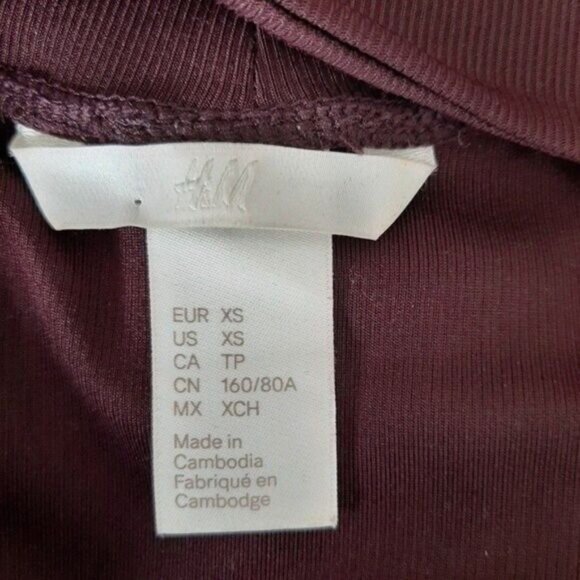 H&M
EUR XS
US XS
CA TP
CN 160/80A
MX XCH
Made in
Cambodia
Fabriqué en
Cambodge